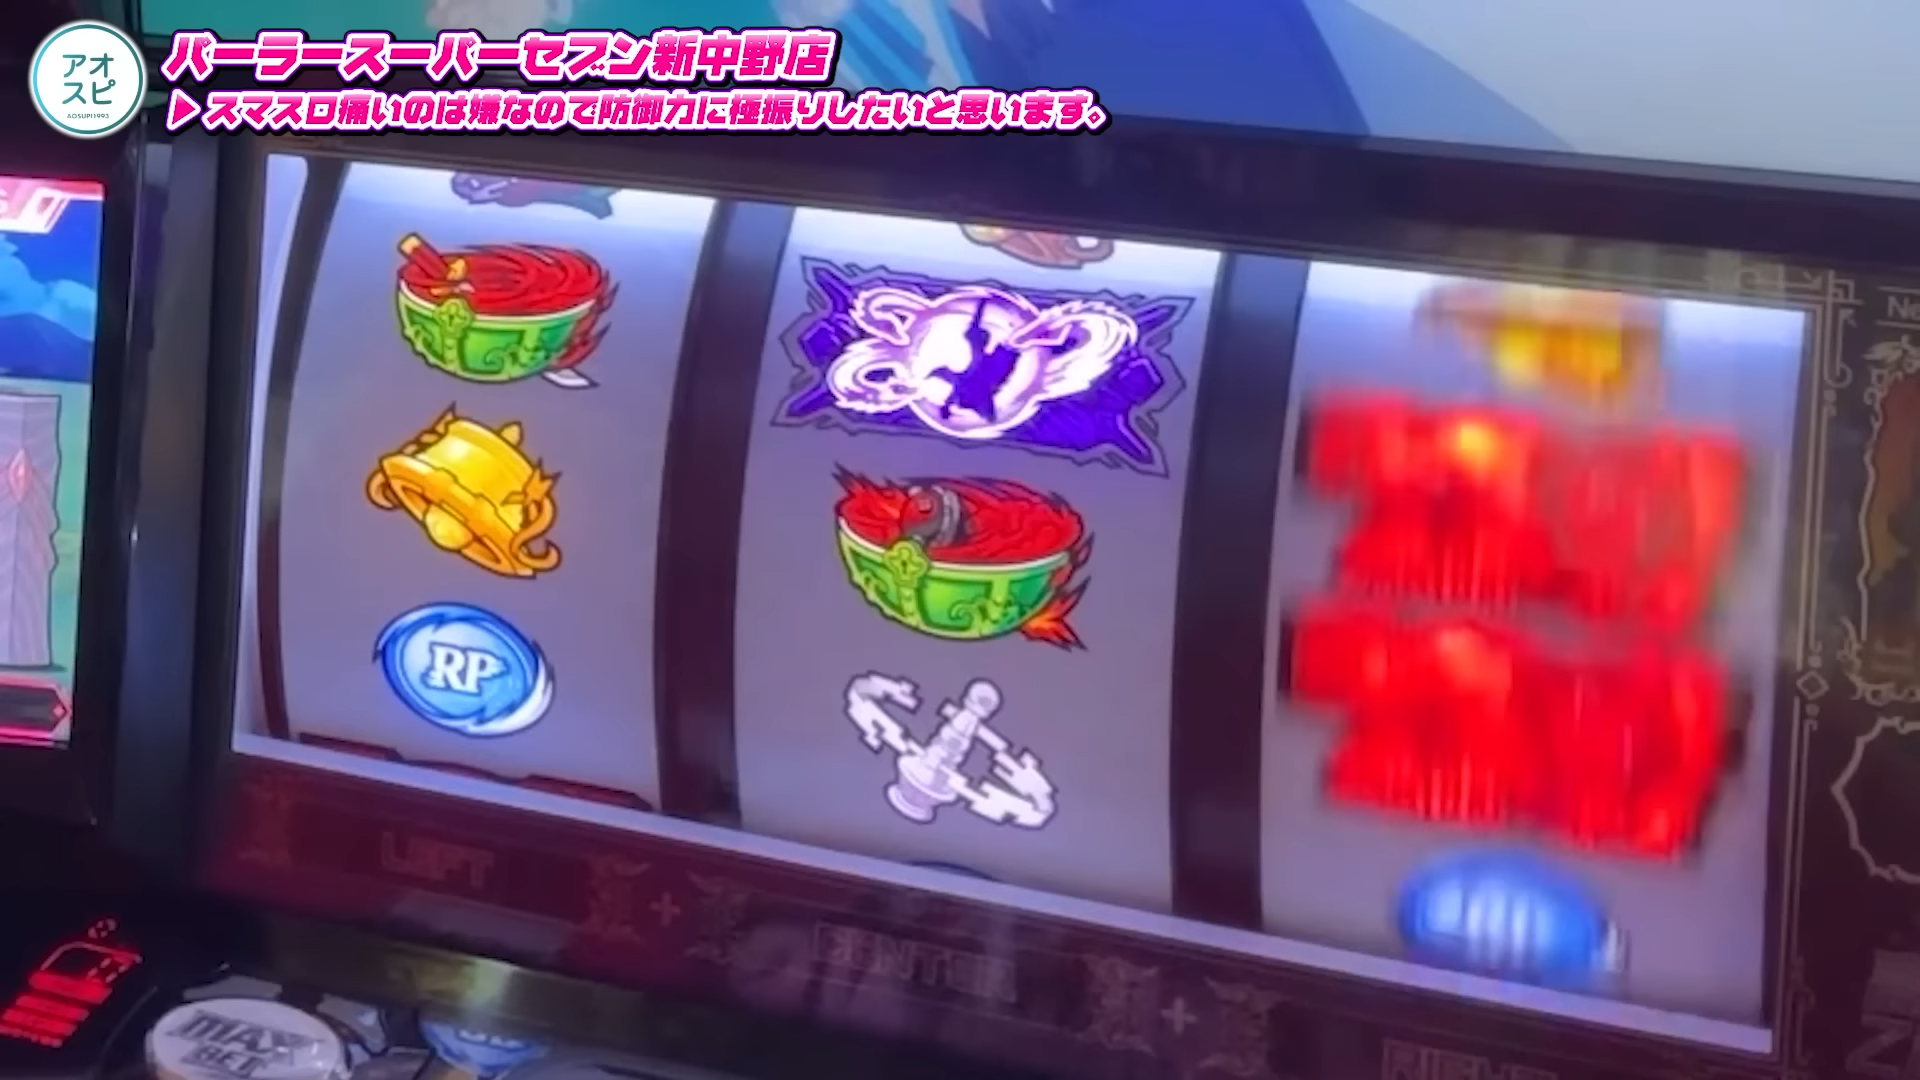 アオ
スピ
AOSUPI1993
パーラースーパーセブン新中野店
▶スマスロ痛いのは嫌なので防御力に極振りしたいと思います。
RP
LEFT
CENTER
MAX
BET